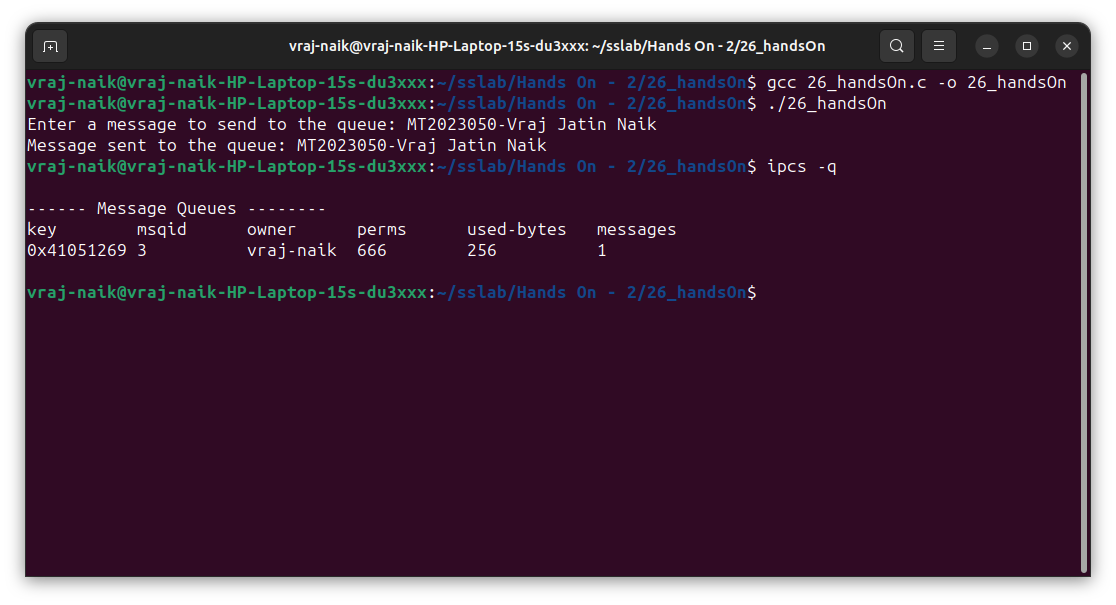 vraj-naik@vraj-naik-HP-Laptop-15s-du3xxx: ~/sslab/Hands On - 2/26_handsOn
vraj-naik@vraj-naik-HP-Laptop-15s-du3xxx:~/sslab/Hands On - 2/26_handsOn$ gcc 26_handsOn.c -o 26_handsOn
vraj-naik@vraj-naik-HP-Laptop-15s-du3xxx:~/sslab/Hands On - 2/26_handsOn$ ./26_handsOn
Enter a message to send to the queue: MT2023050-Vraj Jatin Naik
Message sent to the queue: MT2023050-Vraj Jatin Naik
vraj-naik@vraj-naik-HP-Laptop-15s-du3xxx:~/sslab/Hands On - 2/26_handsOn$ ipcs -q
------ Message Queues --------
key        msqid      owner      perms      used-bytes   messages
0x41051269 3          vraj-naik  666        256          1
vraj-naik@vraj-naik-HP-Laptop-15s-du3xxx:~/sslab/Hands On - 2/26_handsOn$